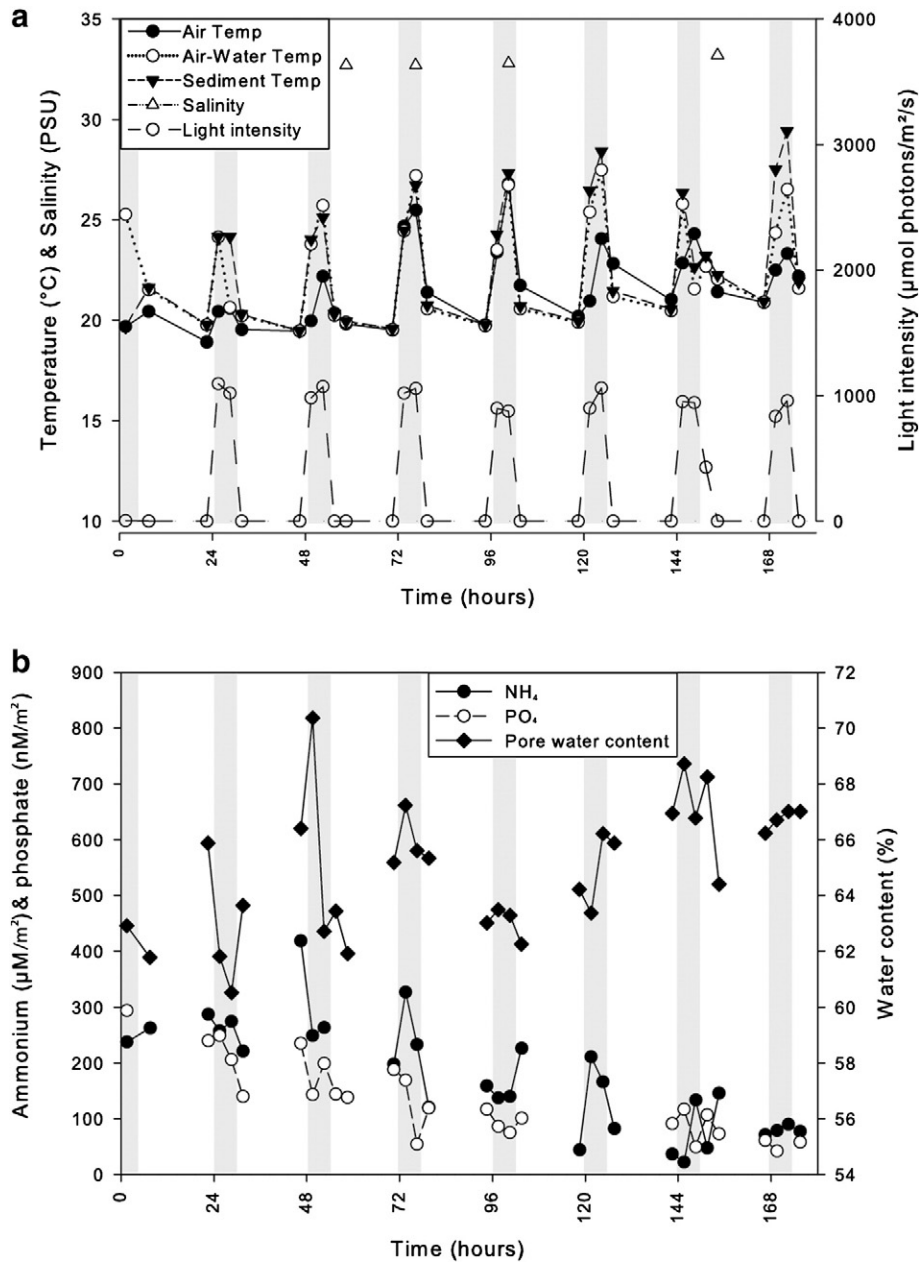 a
35
30
25
20
15
10
Temperature (°C) & Salinity (PSU)
Air Temp
Air-Water Temp
Sediment Temp
Salinity
Light intensity
4000
3000
2000
1000
0
Light intensity (μmol photons/m²/s)
0
24
48
72
96
120
144
168
Time (hours)
b
900
800
700
600
500
400
300
200
100
0
Ammonium (μM/m²) & phosphate (nM/m²)
NH₄
PO₄
Pore water content
72
70
68
66
64
62
60
58
56
54
Water content (%)
0
24
48
72
96
120
144
168
Time (hours)